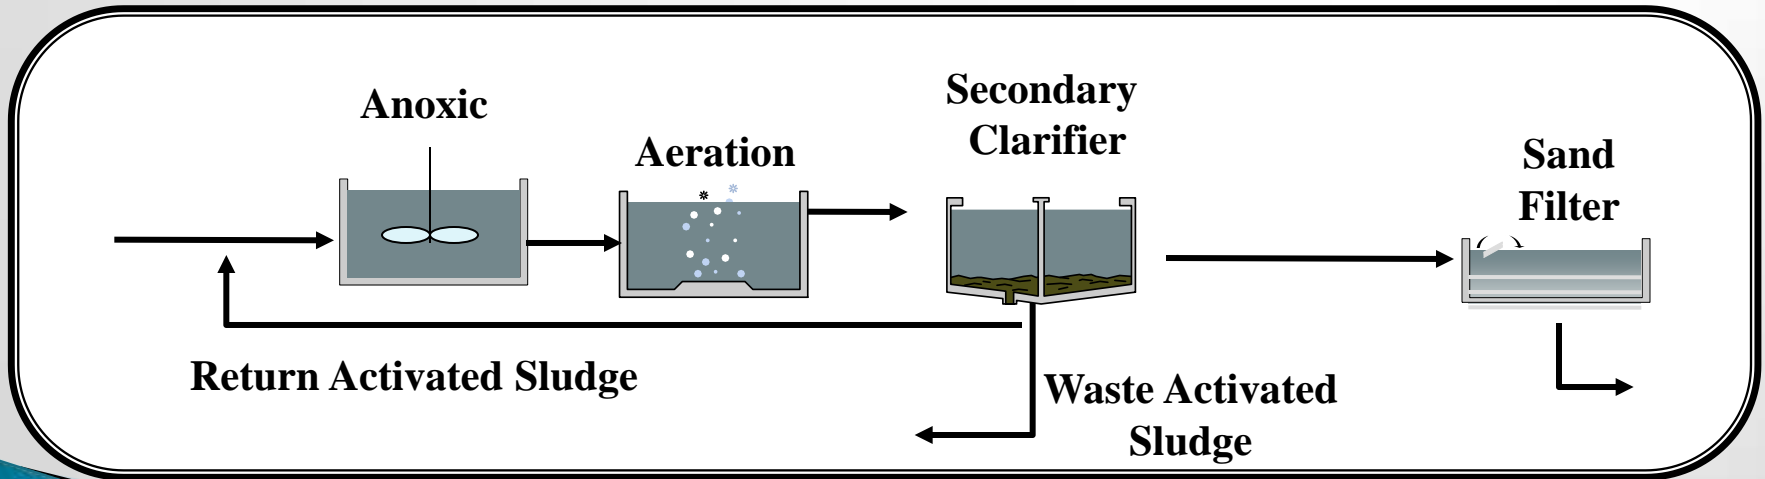 Anoxic
Aeration
Secondary
Clarifier
Sand
Filter
Return Activated Sludge
Waste Activated
Sludge